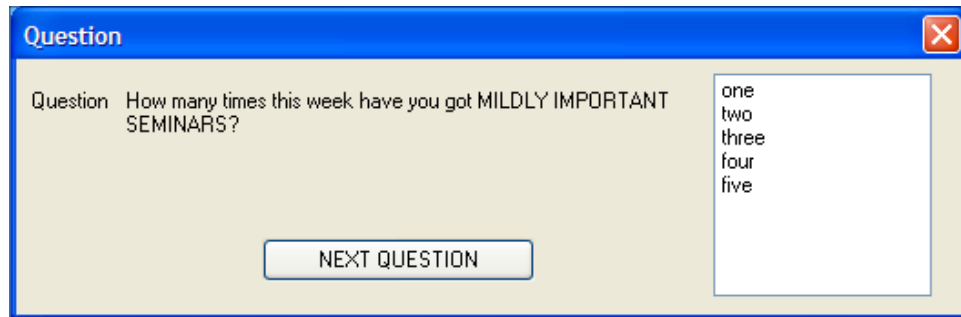 Question
Question How many times this week have you got MILDLY IMPORTANT
SEMINARS?
one
two
three
four
five
NEXT QUESTION